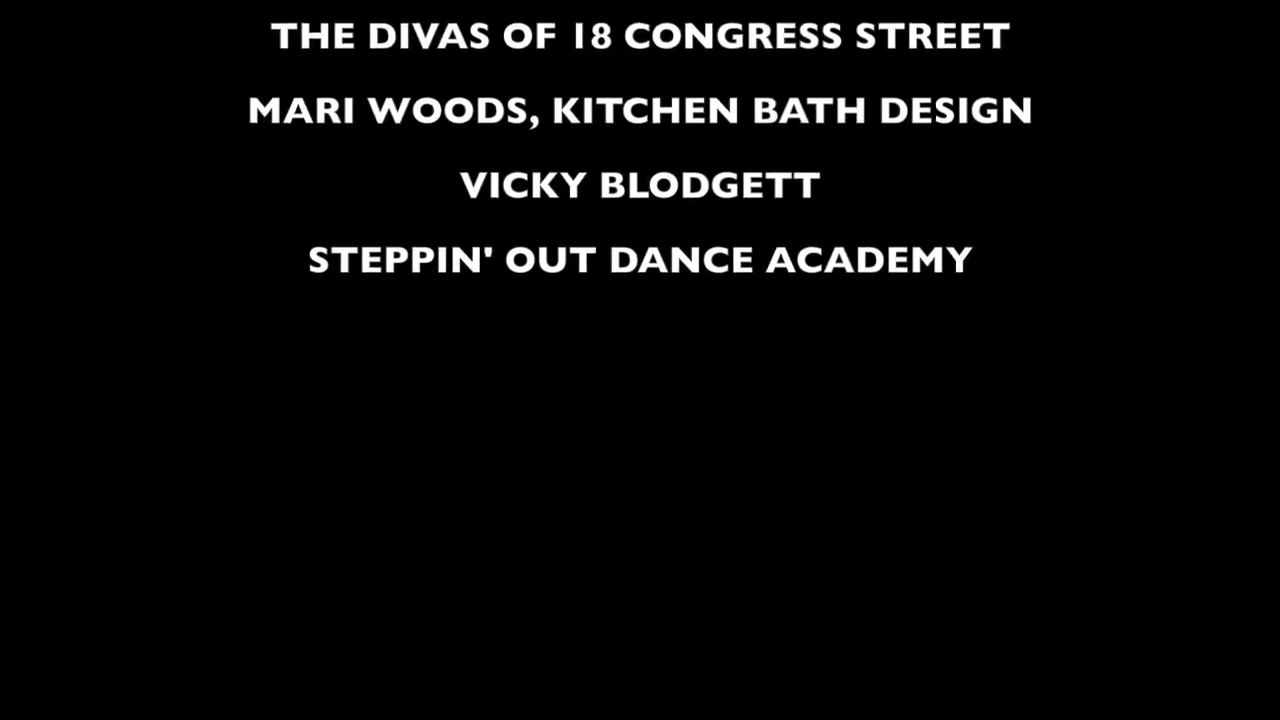 THE DIVAS OF 18 CONGRESS STREET
MARI WOODS, KITCHEN BATH DESIGN
VICKY BLODGETT
STEPPIN' OUT DANCE ACADEMY